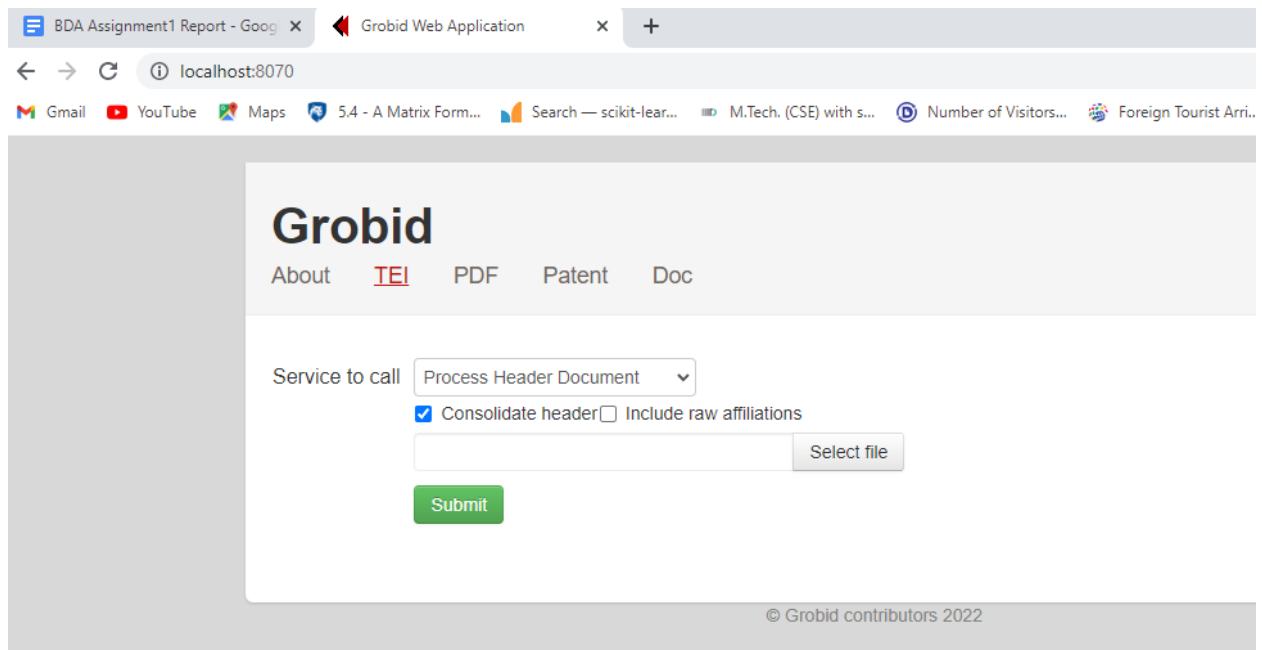 BDA Assignment1 Report - Goog
Grobid Web Application
localhost:8070
Gmail YouTube Maps 5.4 - A Matrix Form... Search — scikit-lear... M.Tech. (CSE) with s... Number of Visitors... Foreign Tourist Arri...
Grobid
About TEI PDF Patent Doc
Service to call Process Header Document
Consolidate header Include raw affiliations
Select file
Submit
© Grobid contributors 2022